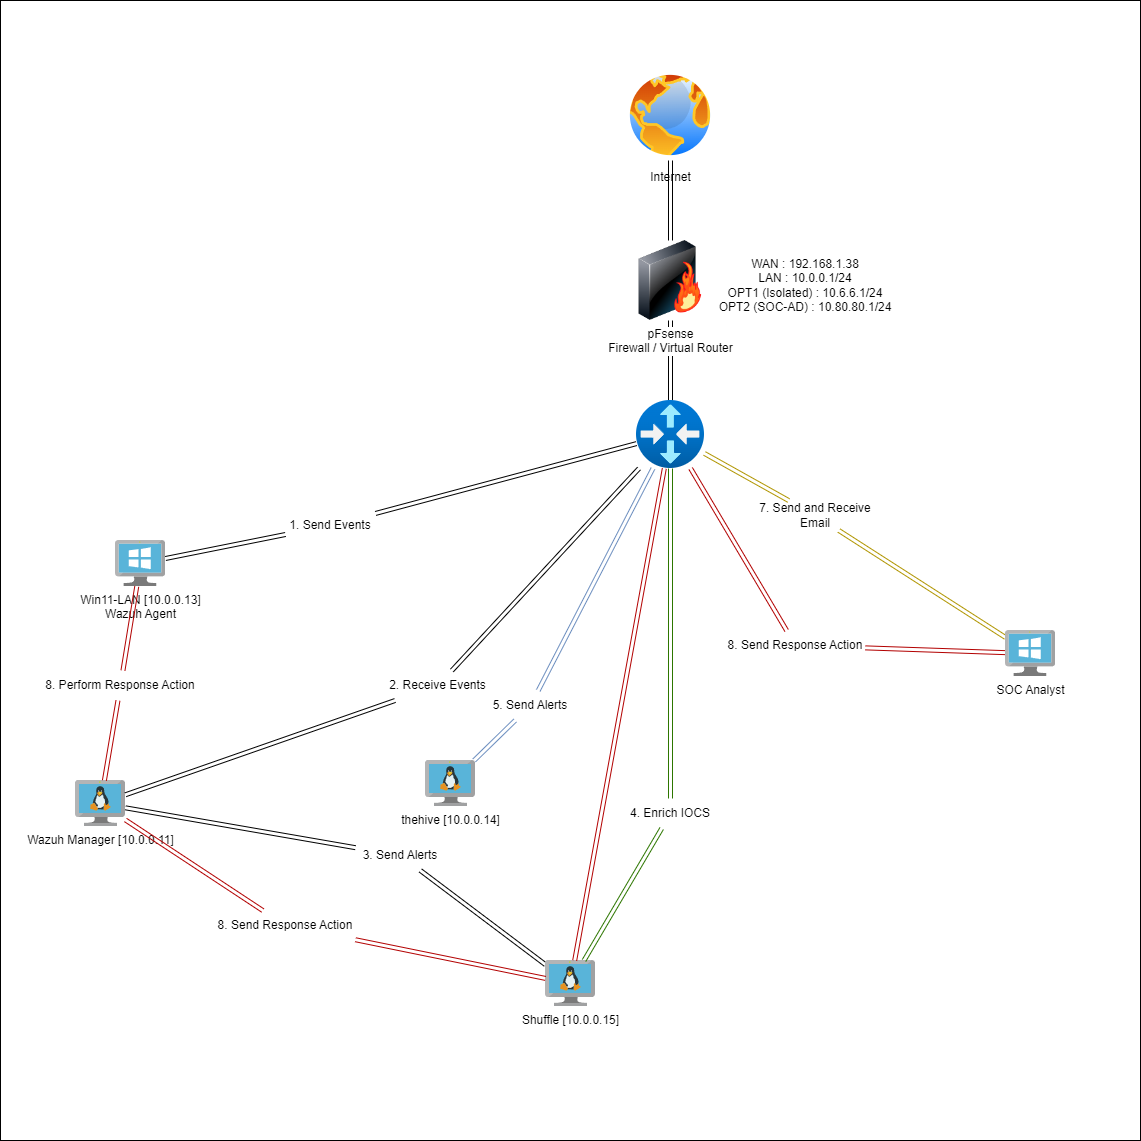 Internet
WAN : 192.168.1.38
LAN : 10.0.0.1/24
OPT1 (Isolated) : 10.6.6.1/24
OPT2 (SOC-AD) : 10.80.80.1/24
pFsense
Firewall / Virtual Router
7. Send and Receive
Email
1. Send Events
Win11-LAN [10.0.0.13]
Wazuh Agent
8. Send Response Action
8. Perform Response Action
2. Receive Events
SOC Analyst
5. Send Alerts
4. Enrich IOCS
thehive [10.0.0.14]
Wazuh Manager [10.0.0.11]
3. Send Alerts
8. Send Response Action
Shuffle [10.0.0.15]